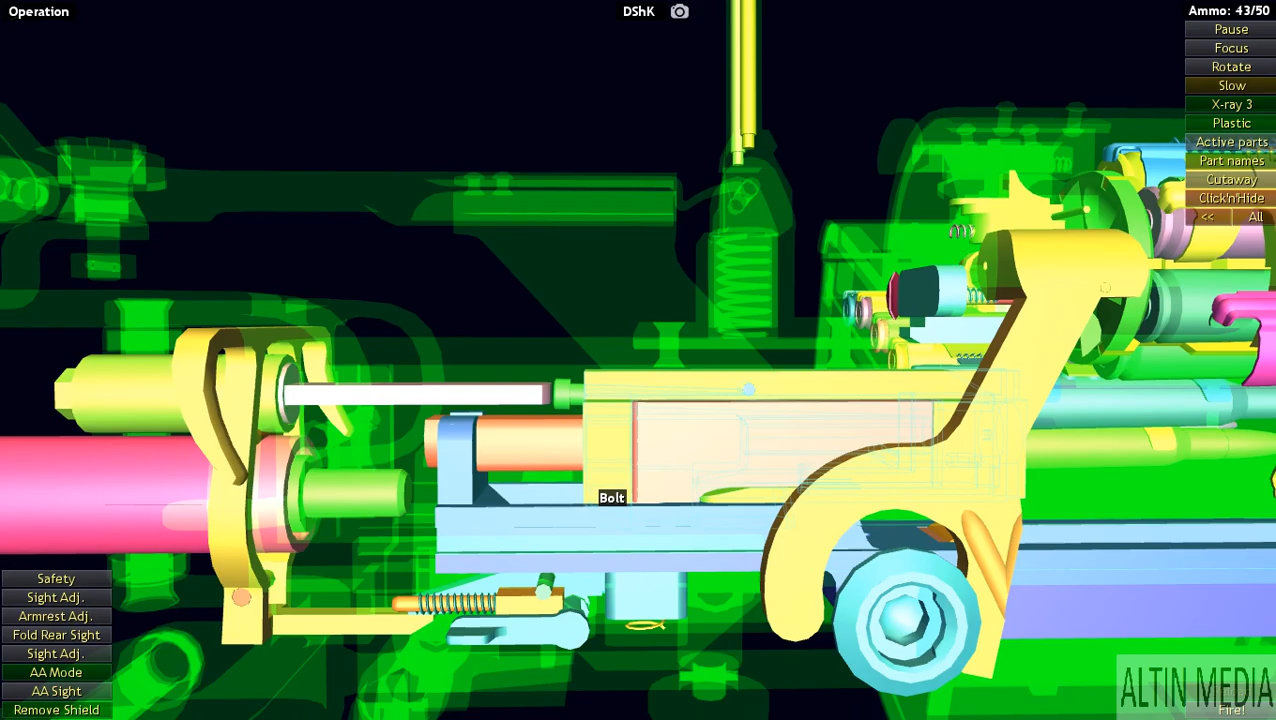 Operation
DShK
Ammo: 43/50
Pause
Focus
Rotate
Slow
X-ray 3
Plastic
Active parts
Part names
Cutaway
Click'n'Hide
<< All
Bolt
Safety
Sight Adj.
Armrest Adj.
Fold Rear Sight
Sight Adj.
AA Mode
AA Sight
Remove Shield
ALTIN MEDIA
Fire!